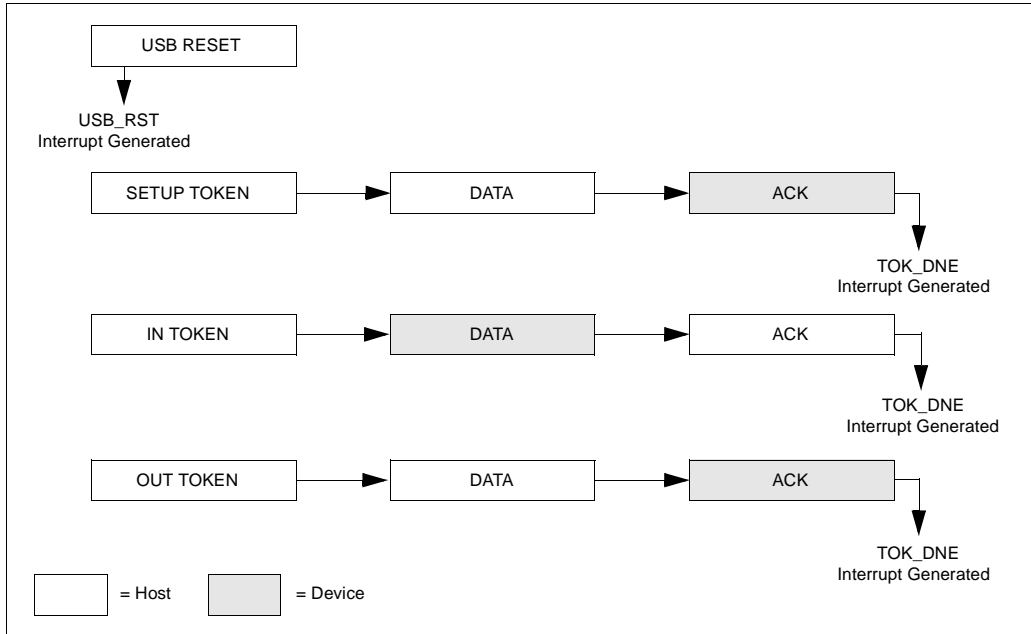 USB RESET
USB_RST
Interrupt Generated
SETUP TOKEN
DATA
ACK
TOK_DNE
Interrupt Generated
IN TOKEN
DATA
ACK
TOK_DNE
Interrupt Generated
OUT TOKEN
DATA
ACK
TOK_DNE
Interrupt Generated
= Host
= Device